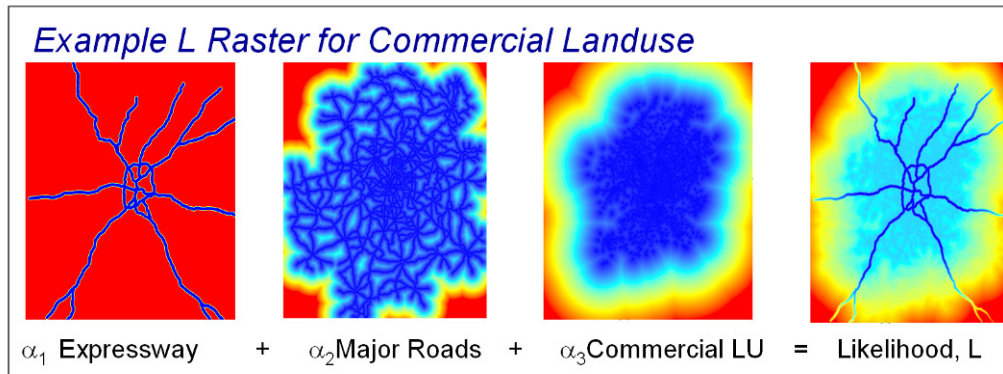 Example L Raster for Commercial Landuse
α₁ Expressway + α₂Major Roads + α₃Commercial LU = Likelihood, L